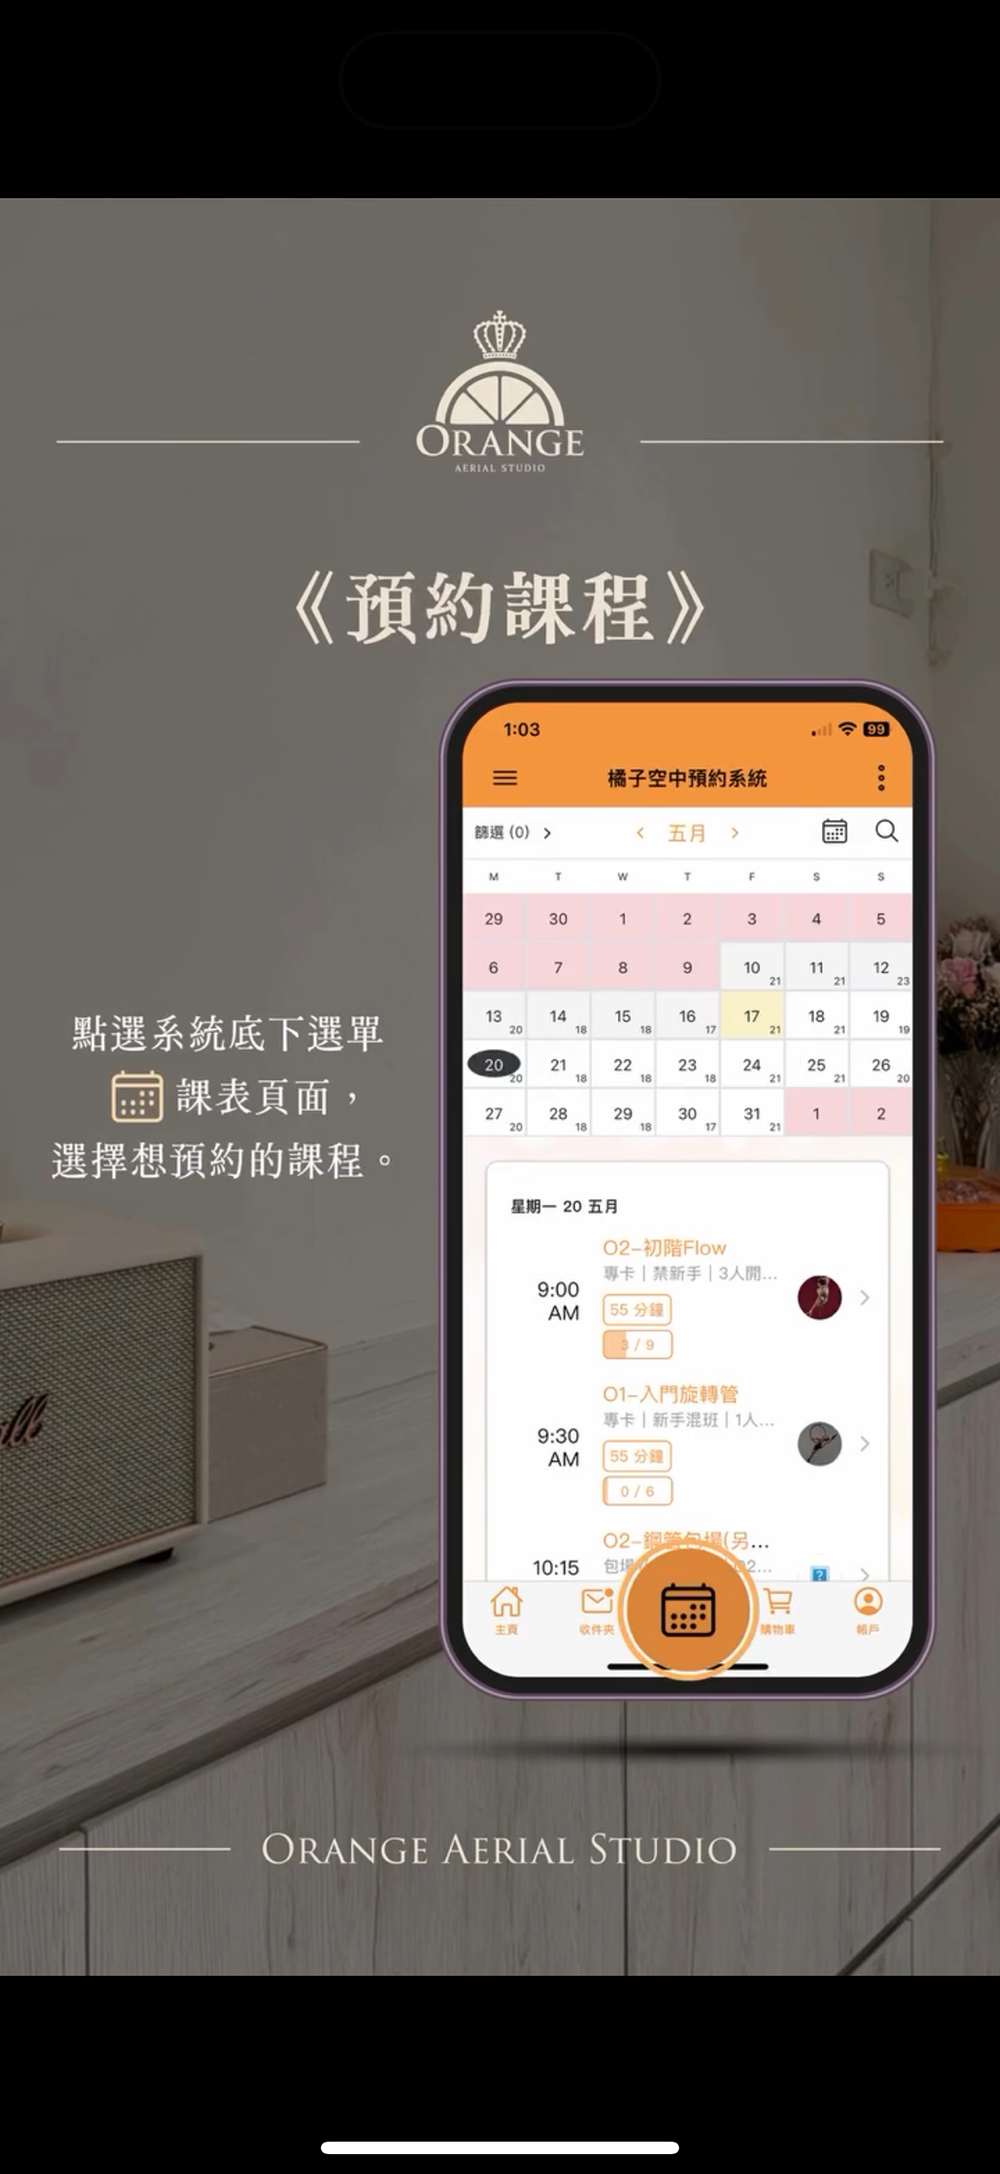 ORANGE
AERIAL STUDIO
《預約課程》
點選系統底下選單
課表頁面，
選擇想預約的課程。
1:03
99
橘子空中預約系統
篩選 (0)
五月
M T W T F S S
29 30 1 2 3 4 5
6 7 8 9 10 21 11 21 12 23
13 20 14 18 15 18 16 17 17 21 18 21 19 19
20 20 21 18 22 18 23 18 24 21 25 21 26 20
27 20 28 18 29 18 30 17 31 21 1 2
星期一 20 五月
9:00 AM
O2-初階Flow
專卡｜禁新手｜3人開...
55 分鐘
3 / 9
9:30 AM
O1-入門旋轉管
專卡｜新手混班｜1人...
55 分鐘
0 / 6
10:15
O2-鋼管包場(另...
包場
主頁
收件夾
購物車
帳戶
ORANGE AERIAL STUDIO